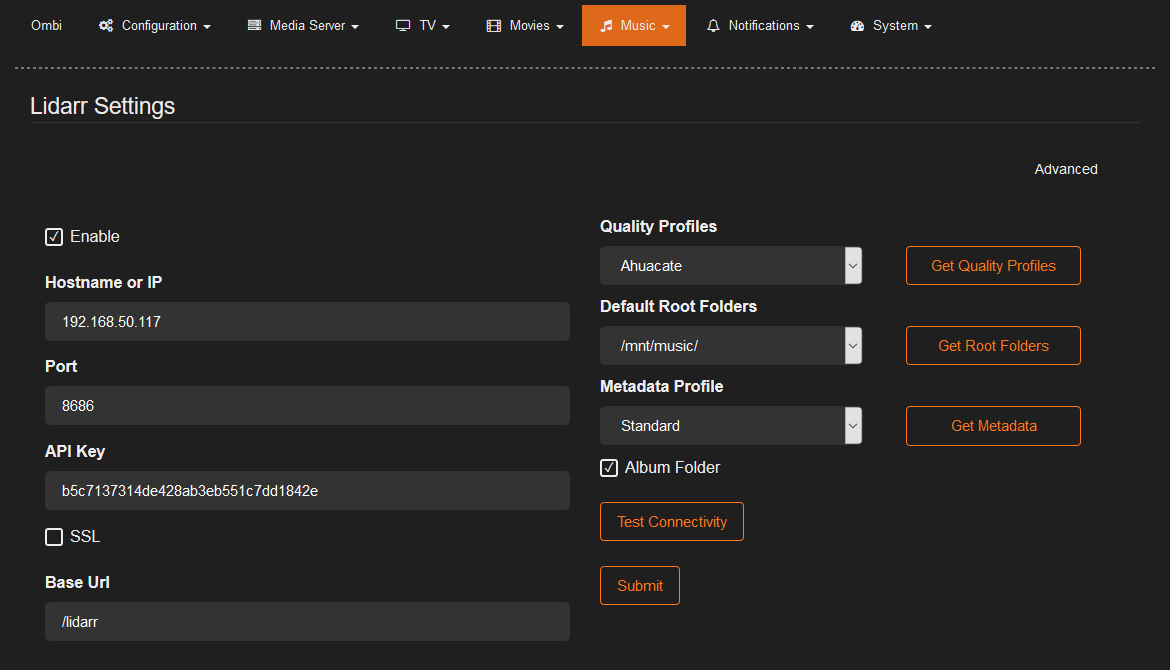 Ombi Configuration Media Server TV Movies Music Notifications System
Lidarr Settings
Advanced
Enable
Hostname or IP
192.168.50.117
Port
8686
API Key
b5c7137314de428ab3eb551c7dd1842e
SSL
Base Url
/lidarr
Quality Profiles
Ahuacate Get Quality Profiles
Default Root Folders
/mnt/music/ Get Root Folders
Metadata Profile
Standard Get Metadata
Album Folder
Test Connectivity
Submit